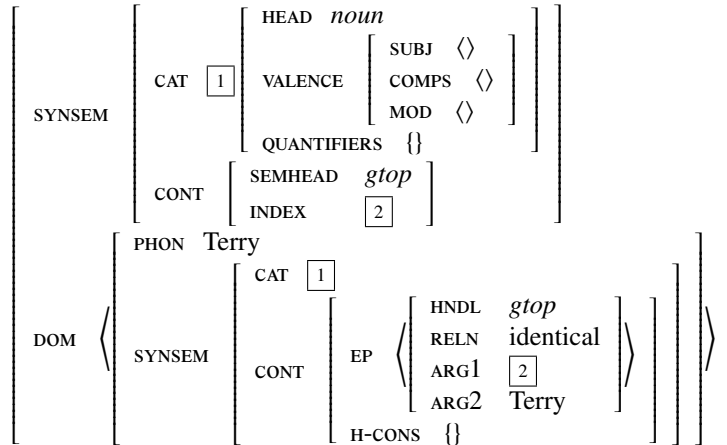 HEAD noun
SUBJ ⟨⟩
CAT 1 VALENCE COMPS ⟨⟩
MOD ⟨⟩
SYNSEM
QUANTIFIERS {}
SEMHEAD gtop
CONT
INDEX 2
PHON Terry
CAT 1
HNDL gtop
RELN identical
DOM ⟨ SYNSEM CONT EP ⟨ ⟩ ⟩
ARG1 2
ARG2 Terry
H-CONS {}